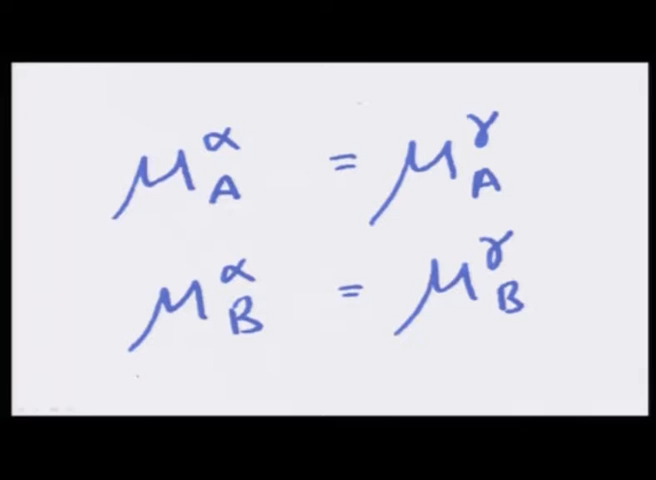 μ_A^α = μ_A^γ
μ_B^α = μ_B^γ